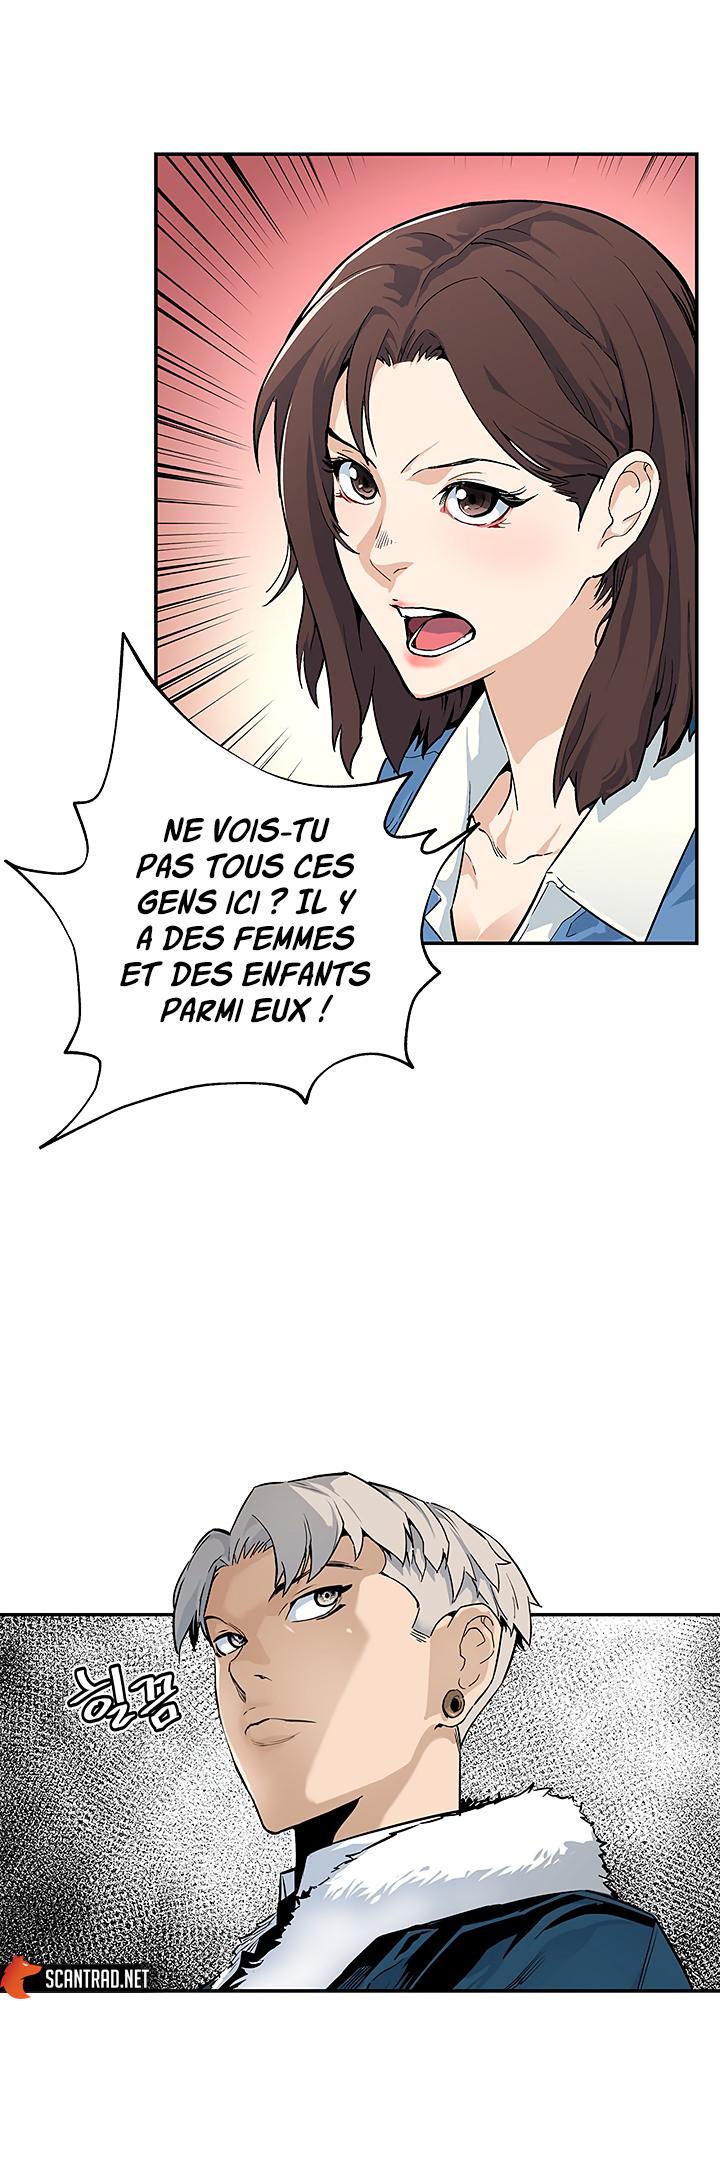 NE VOIS-TU
PAS TOUS CES
GENS ICI ? IL Y
A DES FEMMES
ET DES ENFANTS
PARMI EUX !
힐끔
SCANTRAD.NET